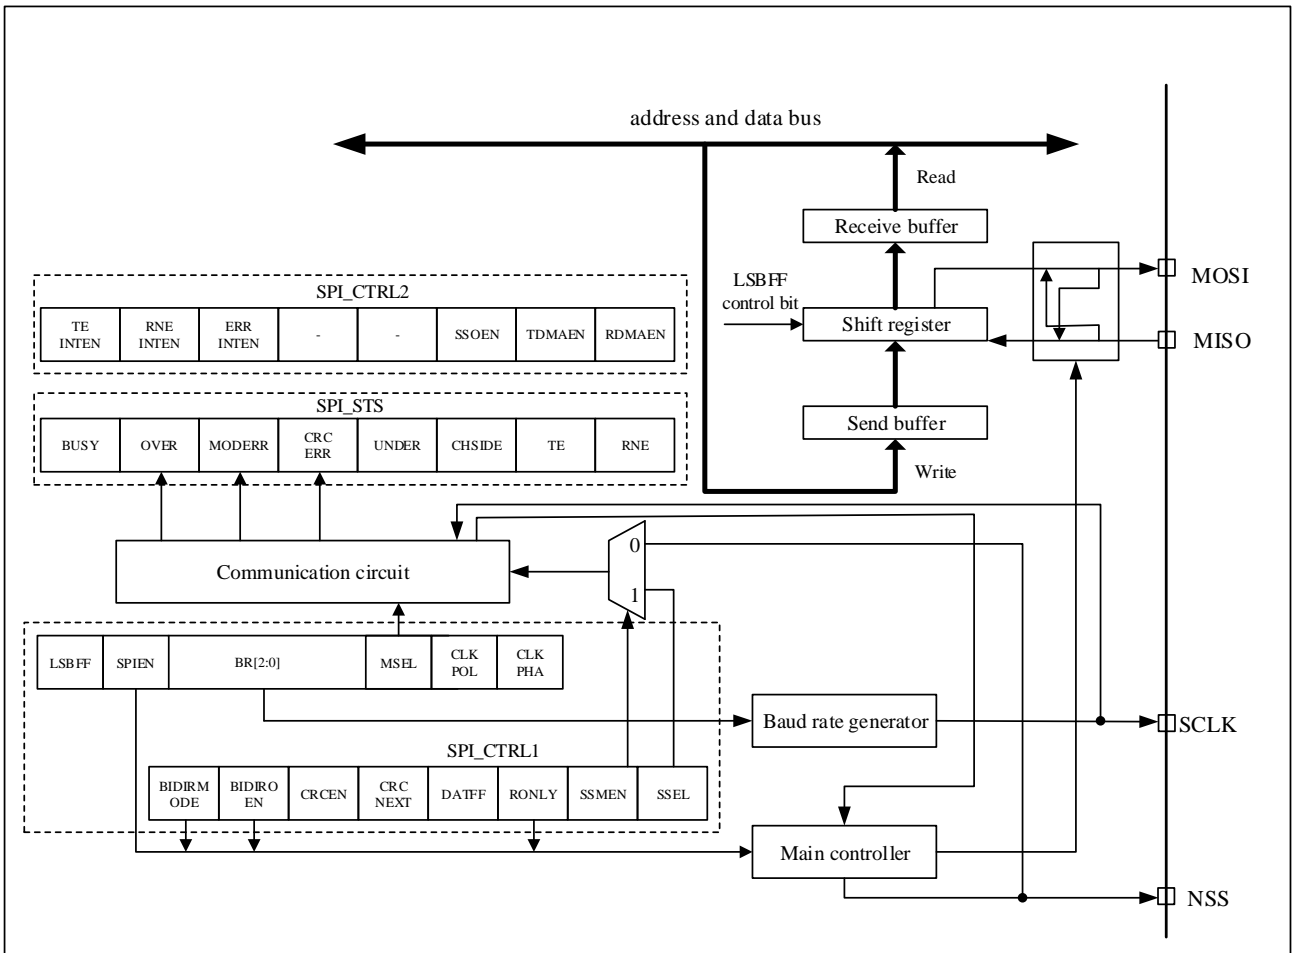 address and data bus
Read
Receive buffer
LSBFF
control bit
Shift register
MOSI
MISO
Send buffer
Write
SPI_CTRL2
TE
INTEN
RNE
INTEN
ERR
INTEN
-
-
SSOEN
TDMAEN
RDMAEN
SPI_STS
BUSY
OVER
MODERR
CRC
ERR
UNDER
CHSIDE
TE
RNE
Communication circuit
0
1
LSBFF
SPIEN
BR[2:0]
MSEL
CLK
POL
CLK
PHA
Baud rate generator
SCLK
SPI_CTRL1
BIDIRM
ODE
BIDIRO
EN
CRCEN
CRC
NEXT
DATFF
RONLY
SSMEN
SSEL
Main controller
NSS